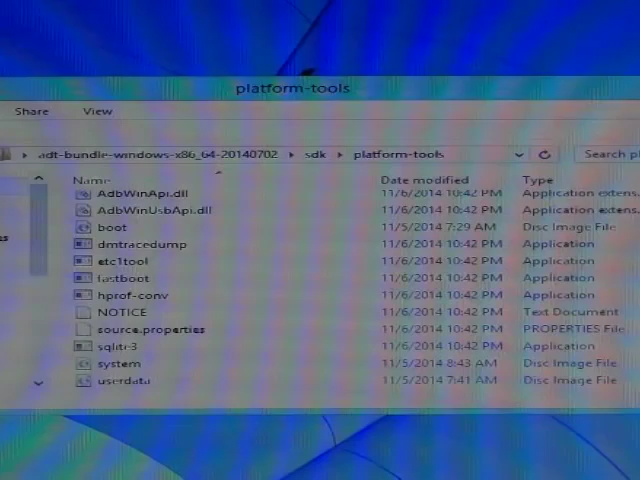 platform-tools
Share View
adt-bundle-windows-x86_64-20140702 sdk platform-tools Search pl
Name Date modified Type
AdbWinApi.dll 11/6/2014 10:42 PM Application extens.
AdbWinUsbApi.dll 11/6/2014 10:42 PM Application extens.
boot 11/5/2014 7:29 AM Disc Image File
dmtracedump 11/6/2014 10:42 PM Application
etc1tool 11/6/2014 10:42 PM Application
fastboot 11/6/2014 10:42 PM Application
hprof-conv 11/6/2014 10:42 PM Application
NOTICE 11/6/2014 10:42 PM Text Document
source.properties 11/6/2014 10:42 PM PROPERTIES File
sqlite3 11/6/2014 10:42 PM Application
system 11/5/2014 8:43 AM Disc Image File
userdata 11/5/2014 7:41 AM Disc Image File